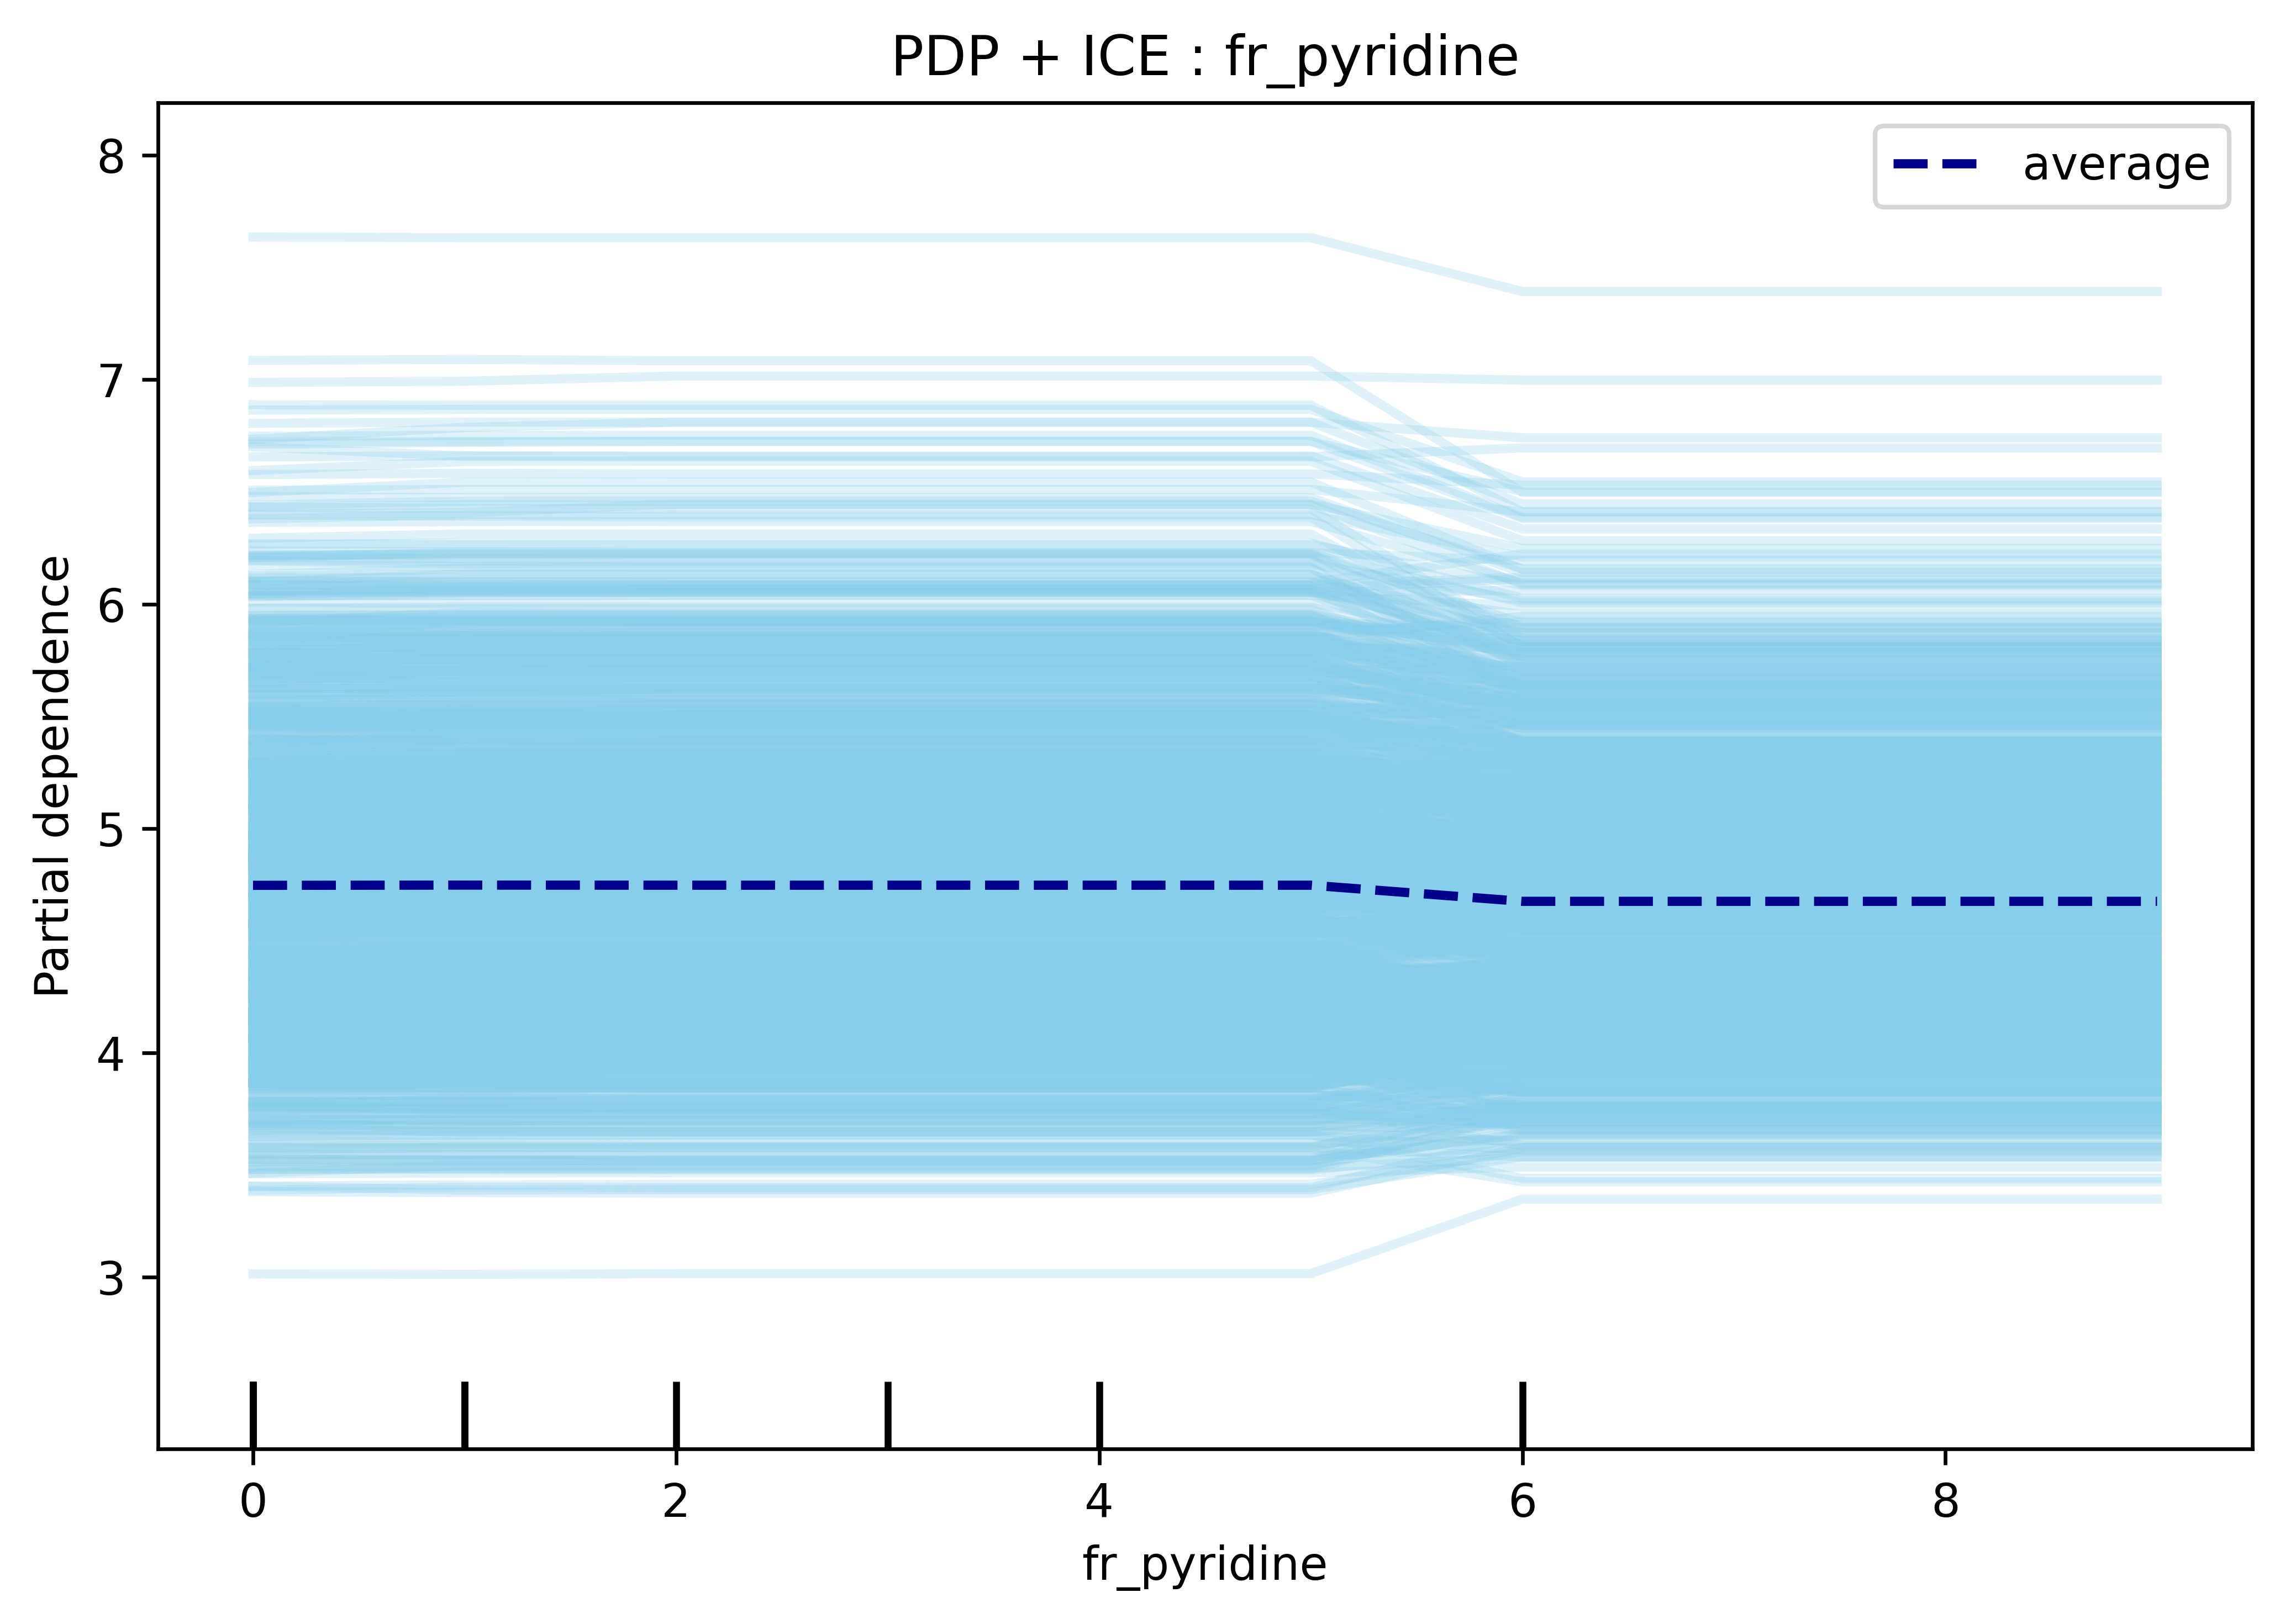 PDP + ICE : fr_pyridine
average
Partial dependence
8
7
6
5
4
3
0 2 4 6 8
fr_pyridine